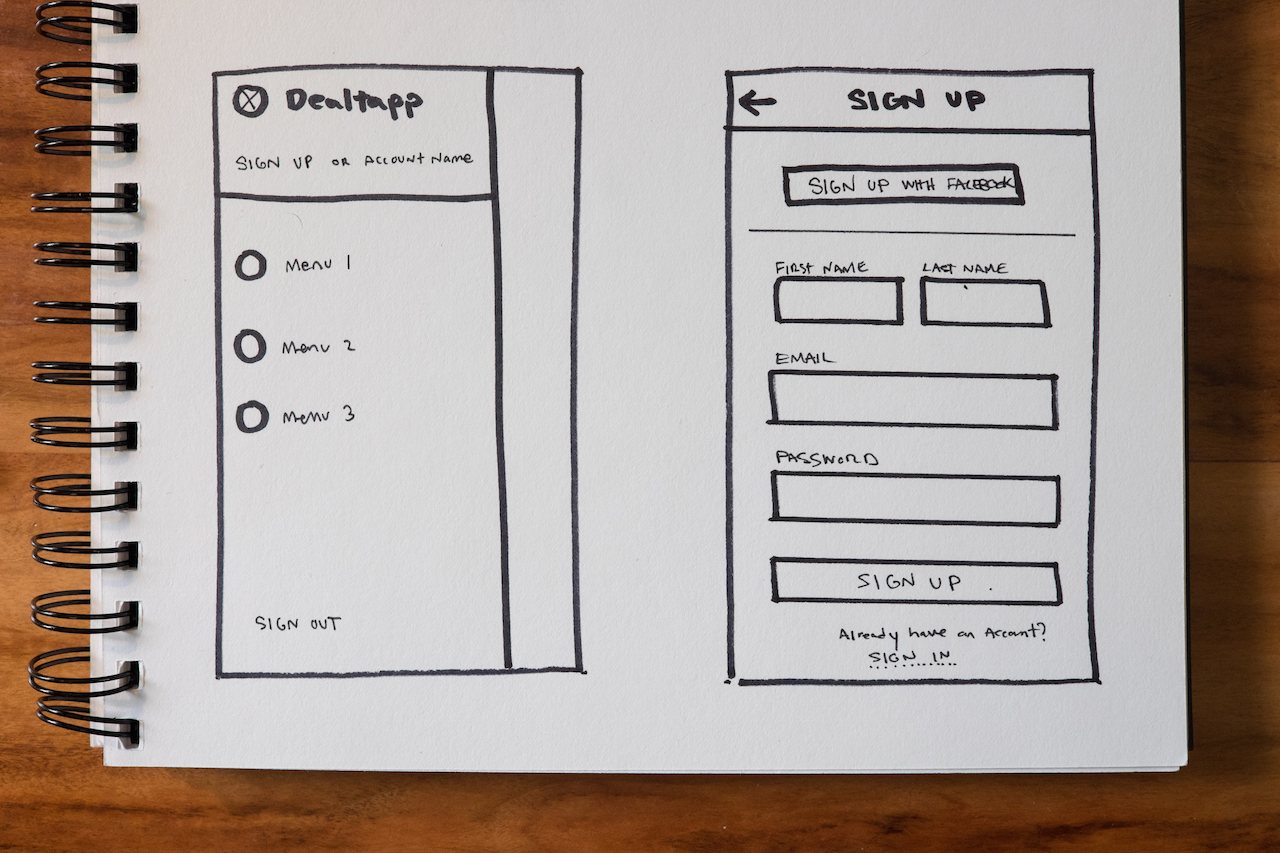 Dealtapp
SIGN UP OR ACCOUNT NAME
Menu 1
Menu 2
Menu 3
SIGN OUT
SIGN UP
SIGN UP WITH FACEBOOK
FIRST NAME LAST NAME
EMAIL
PASSWORD
SIGN UP
Already have an Account?
SIGN IN